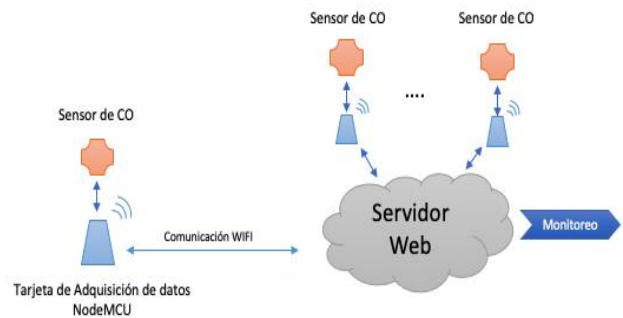 Sensor de CO
Sensor de CO
....
Sensor de CO
Comunicación WIFI
Servidor
Web
Monitoreo
Tarjeta de Adquisición de datos
NodeMCU